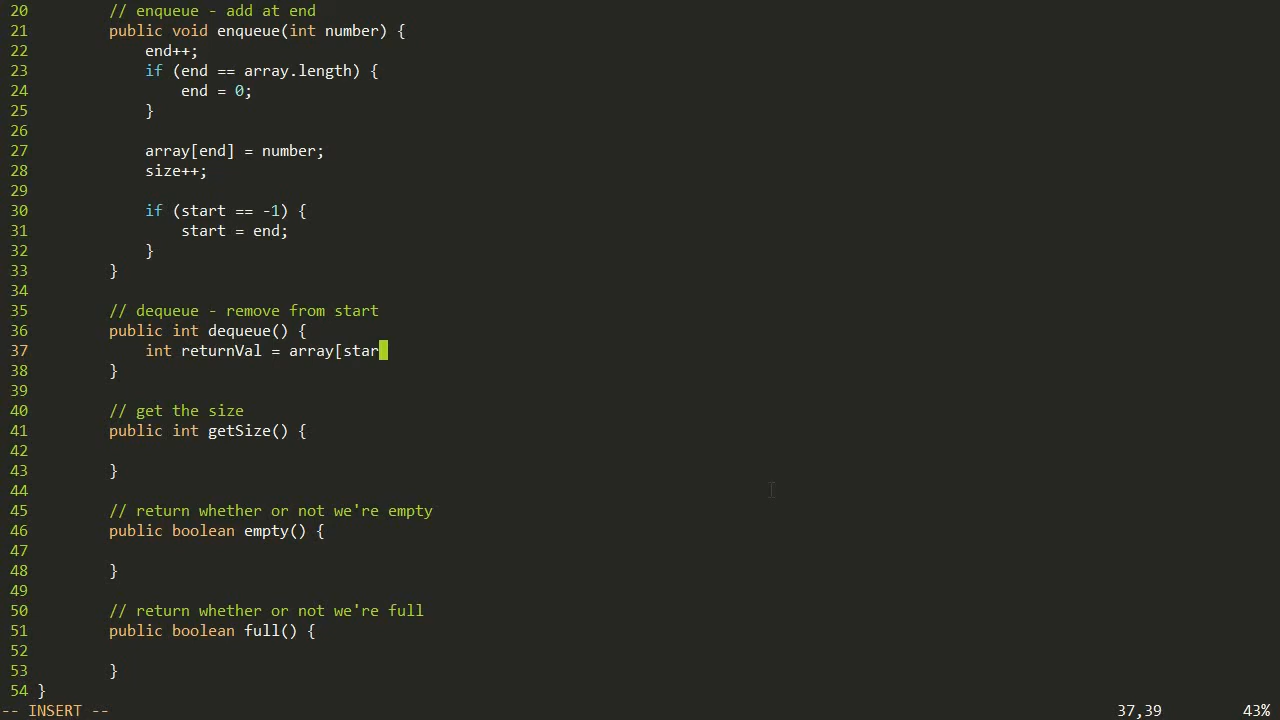 20         // enqueue - add at end
21         public void enqueue(int number) {
22             end++;
23             if (end == array.length) {
24                 end = 0;
25             }
26
27             array[end] = number;
28             size++;
29
30             if (start == -1) {
31                 start = end;
32             }
33         }
34
35         // dequeue - remove from start
36         public int dequeue() {
37             int returnVal = array[star
38         }
39
40         // get the size
41         public int getSize() {
42
43         }
44
45         // return whether or not we're empty
46         public boolean empty() {
47
48         }
49
50         // return whether or not we're full
51         public boolean full() {
52
53         }
54 }
-- INSERT -- 37,39 43%